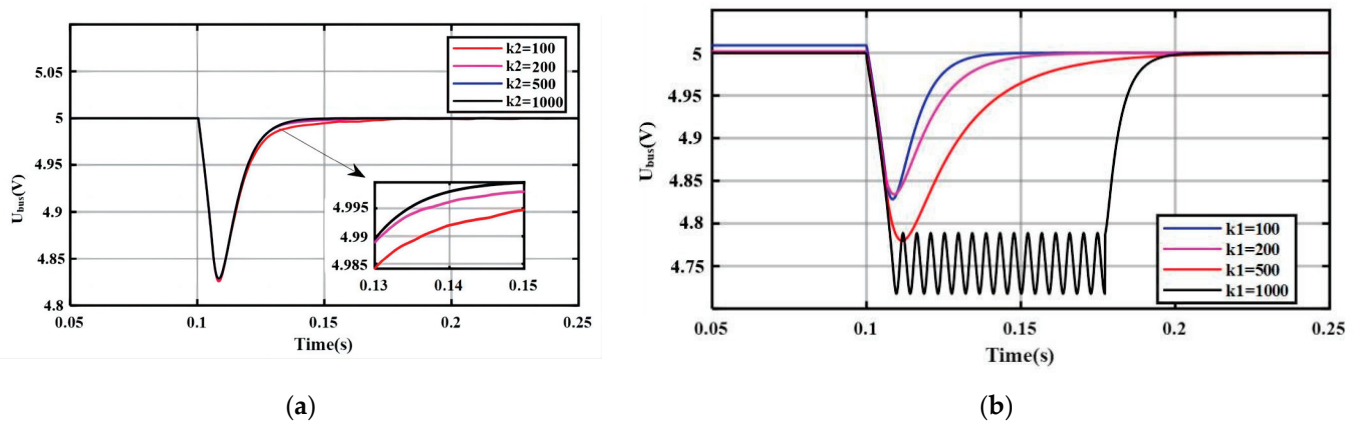 k2=100
k2=200
k2=500
k2=1000
5.05
5
4.95
4.9
4.85
4.8
U_bus(V)
0.05
0.1
0.15
0.2
0.25
Time(s)
4.995
4.99
4.985
0.13
0.14
0.15
(a)
5
4.95
4.9
4.85
4.8
4.75
U_bus(V)
k1=100
k1=200
k1=500
k1=1000
0.05
0.1
0.15
0.2
0.25
Time(s)
(b)